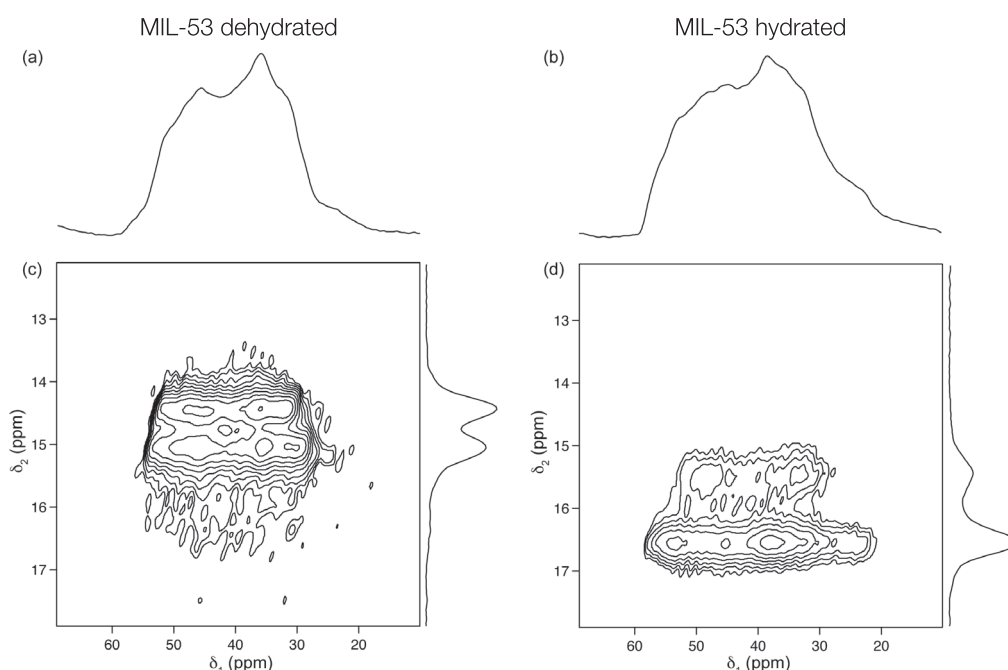 MIL-53 dehydrated
MIL-53 hydrated
(a)
(b)
(c)
(d)
13
14
15
16
17
δ2 (ppm)
60
50
40
30
20
δ1 (ppm)
13
14
15
16
17
δ2 (ppm)
60
50
40
30
20
δ1 (ppm)